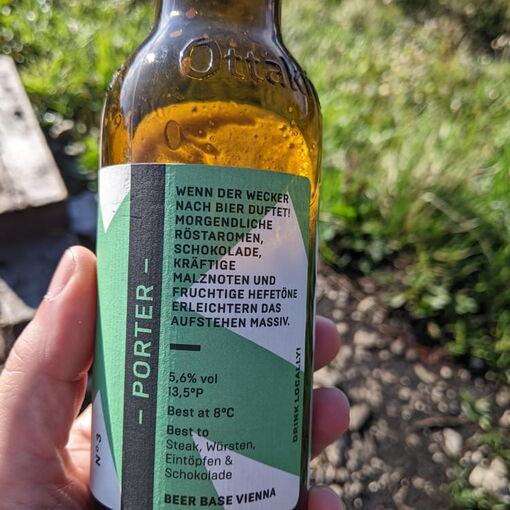 Ottak
– PORTER –
N°3
WENN DER WECKER
NACH BIER DUFTET!
MORGENDLICHE
RÖSTAROMEN,
SCHOKOLADE,
KRÄFTIGE
MALZNOTEN UND
FRUCHTIGE HEFETÖNE
ERLEICHTERN DAS
AUFSTEHEN MASSIV.
5,6% vol
13,5°P
Best at 8°C
Best to
Steak, Würsten,
Eintöpfen &
Schokolade
BEER BASE VIENNA
DRINK LOCALLY!